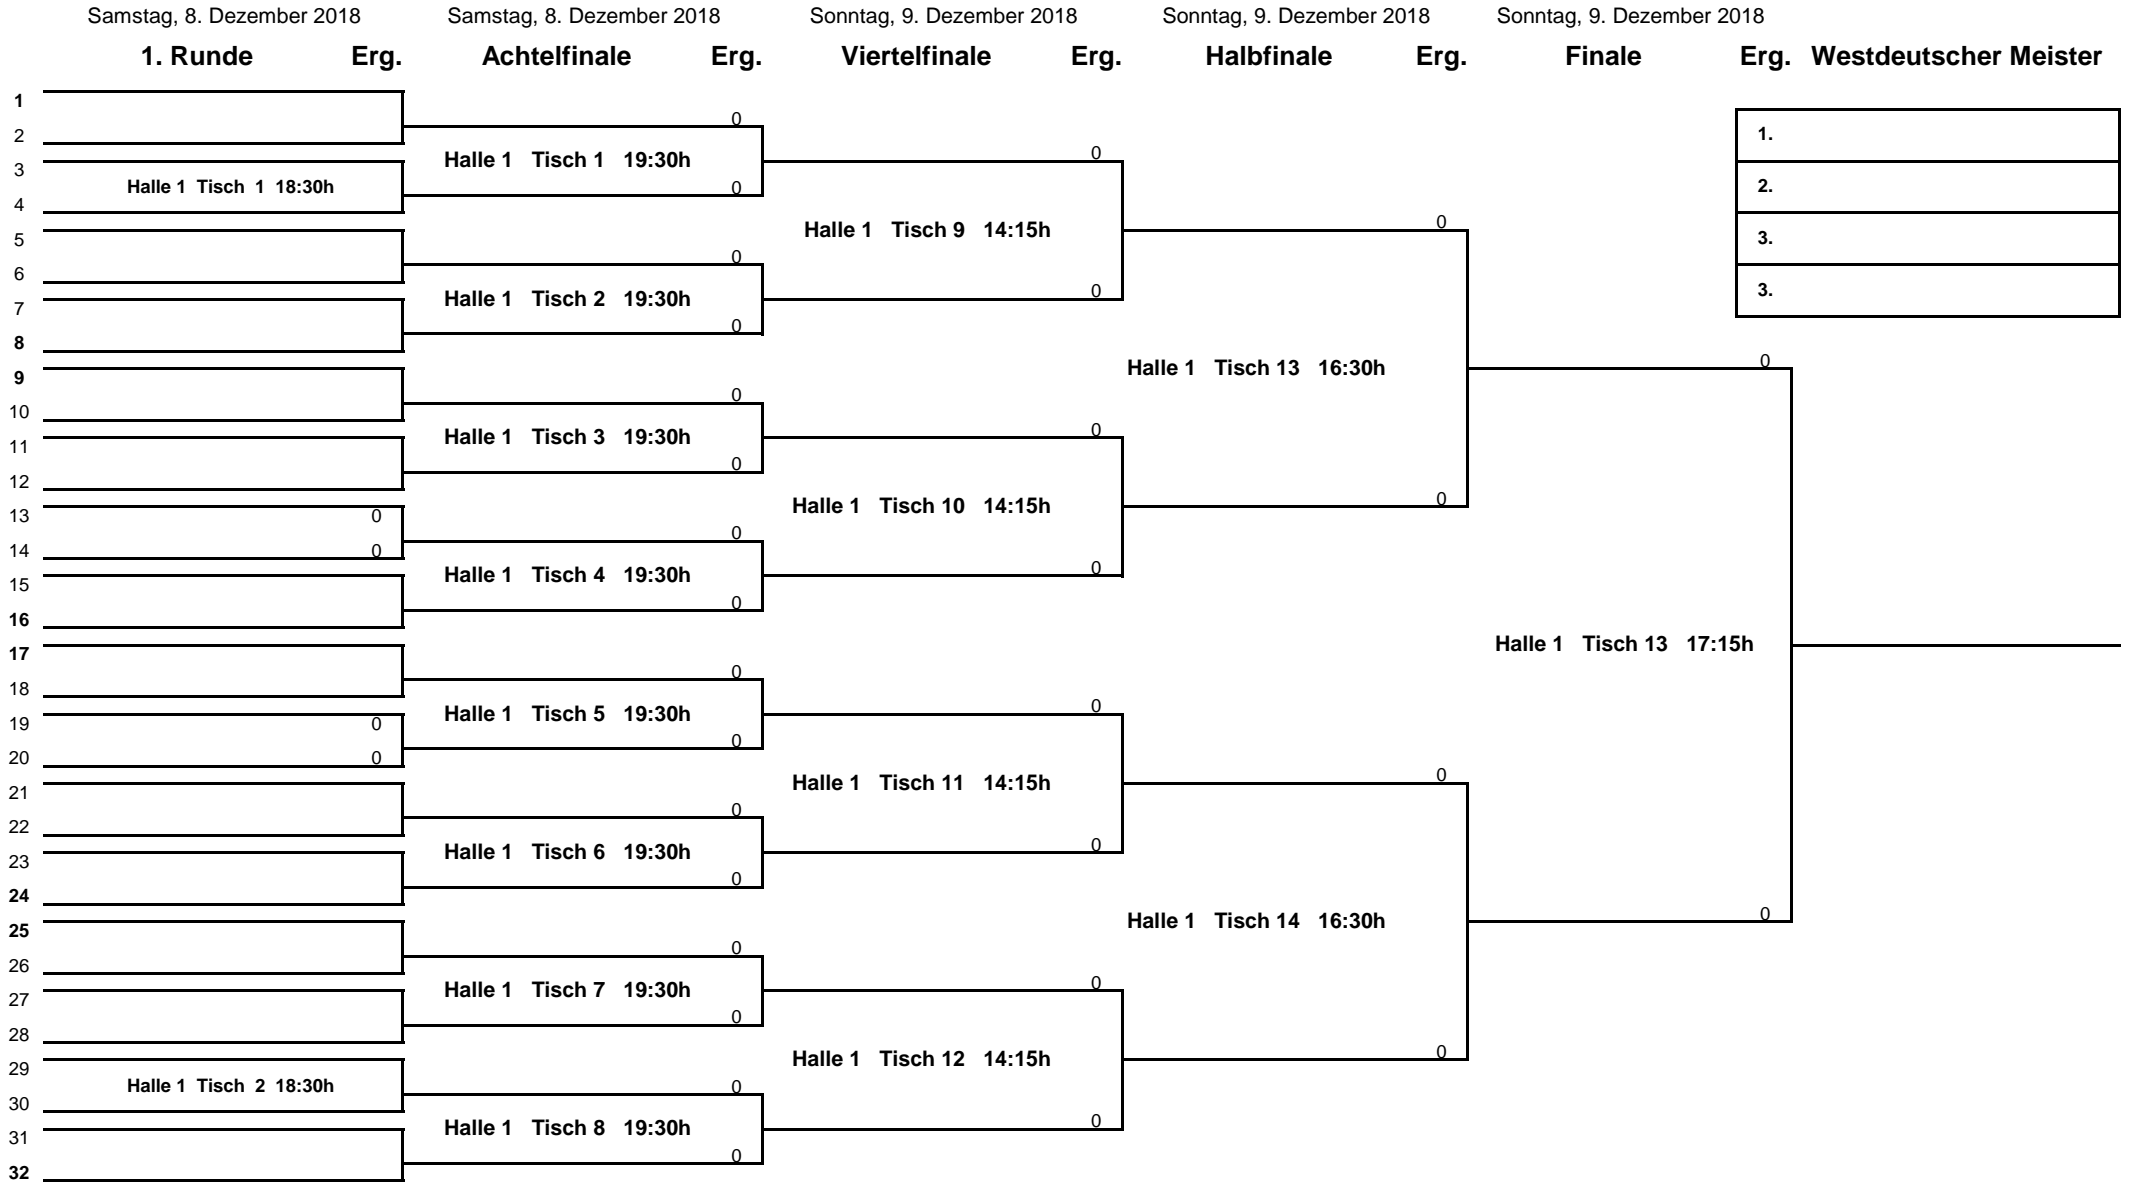 Samstag, 8. Dezember 2018 Samstag, 8. Dezember 2018 Sonntag, 9. Dezember 2018 Sonntag, 9. Dezember 2018 Sonntag, 9. Dezember 2018
1. Runde Erg. Achtelfinale Erg. Viertelfinale Erg. Halbfinale Erg. Finale Erg. Westdeutscher Meister
1
0
2 1.
0
Halle 1 Tisch 1 19:30h
3
Halle 1 Tisch 1 18:30h 0 2.
4
Halle 1 Tisch 9 14:15h 0
5 3.
0
6
0
7 Halle 1 Tisch 2 19:30h 3.
0
8
0
Halle 1 Tisch 13 16:30h
9
0
10
0
11 Halle 1 Tisch 3 19:30h
0
12
0
Halle 1 Tisch 10 14:15h
13 0
0
14 0
0
15 Halle 1 Tisch 4 19:30h
0
16
Halle 1 Tisch 13 17:15h
17
0
18
0
19 0 Halle 1 Tisch 5 19:30h
0
20 0
0
Halle 1 Tisch 11 14:15h
21
0
22
0
23 Halle 1 Tisch 6 19:30h
0
24
0
Halle 1 Tisch 14 16:30h
25
0
26
0
27 Halle 1 Tisch 7 19:30h
0
28
0
Halle 1 Tisch 12 14:15h
29
Halle 1 Tisch 2 18:30h 0
30
0
Halle 1 Tisch 8 19:30h
31
0
32